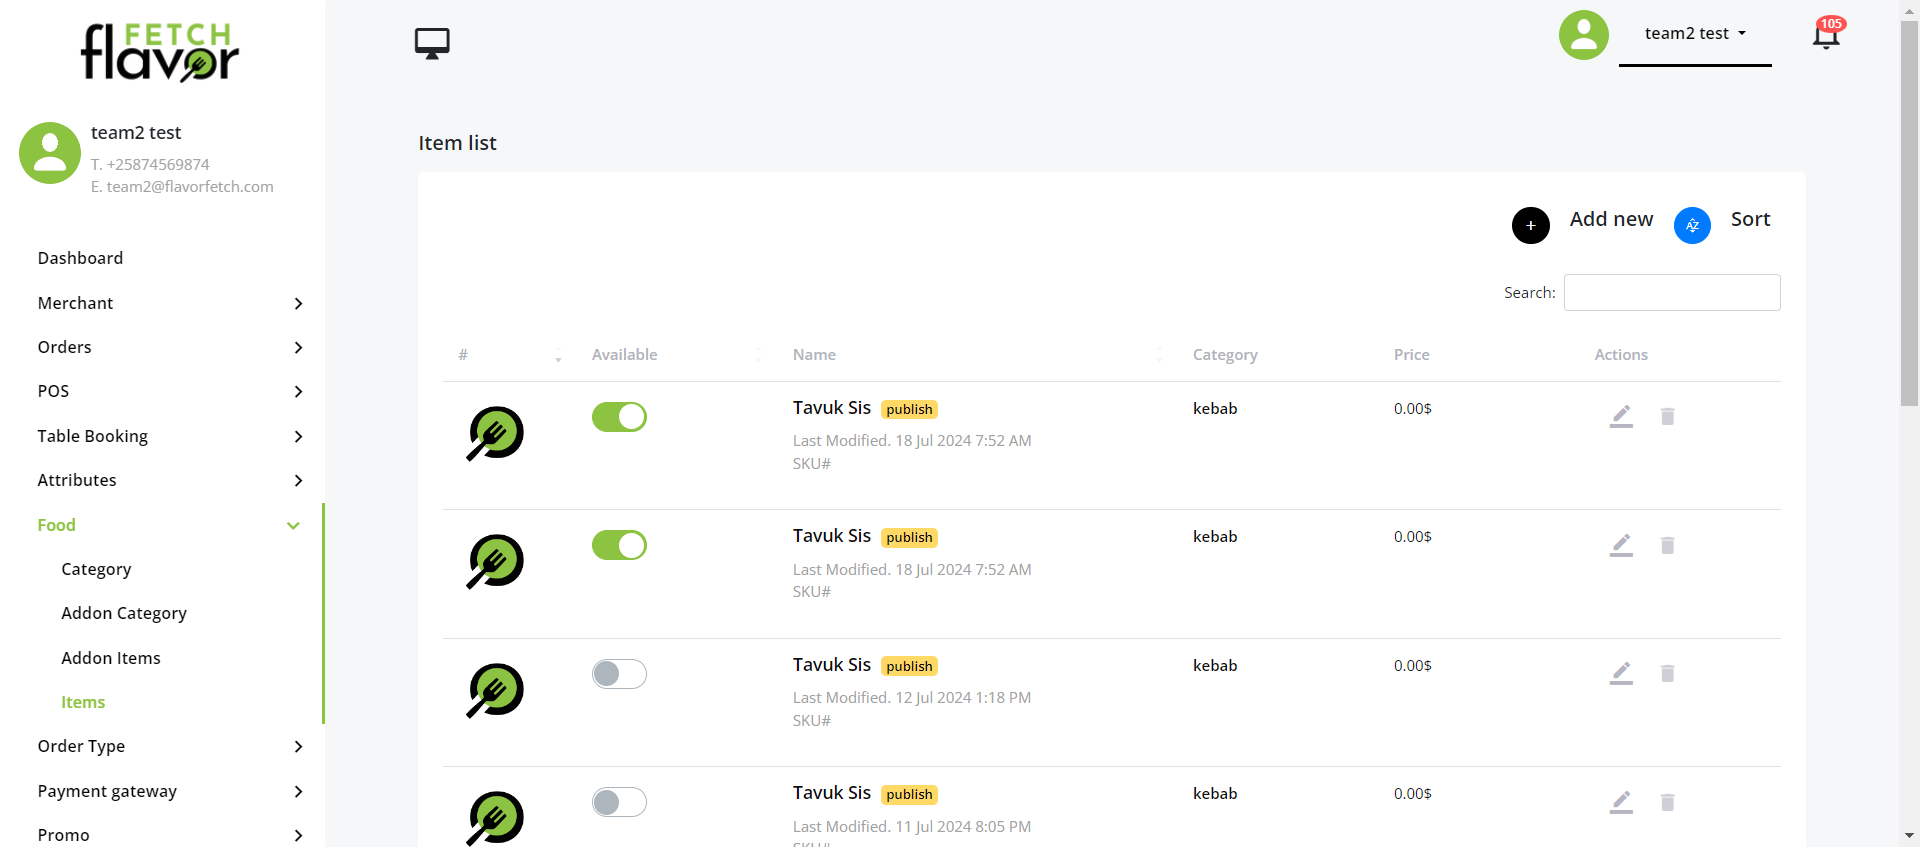 FETCH
flavor
team2 test
T. +25874569874
E. team2@flavorfetch.com
Dashboard
Merchant
Orders
POS
Table Booking
Attributes
Food
Category
Addon Category
Addon Items
Items
Order Type
Payment gateway
Promo
team2 test
105
Item list
+ Add new AZ Sort
Search:
# Available Name Category Price Actions
Tavuk Sis publish kebab 0.00$
Last Modified. 18 Jul 2024 7:52 AM
SKU#
Tavuk Sis publish kebab 0.00$
Last Modified. 18 Jul 2024 7:52 AM
SKU#
Tavuk Sis publish kebab 0.00$
Last Modified. 12 Jul 2024 1:18 PM
SKU#
Tavuk Sis publish kebab 0.00$
Last Modified. 11 Jul 2024 8:05 PM
SKU#